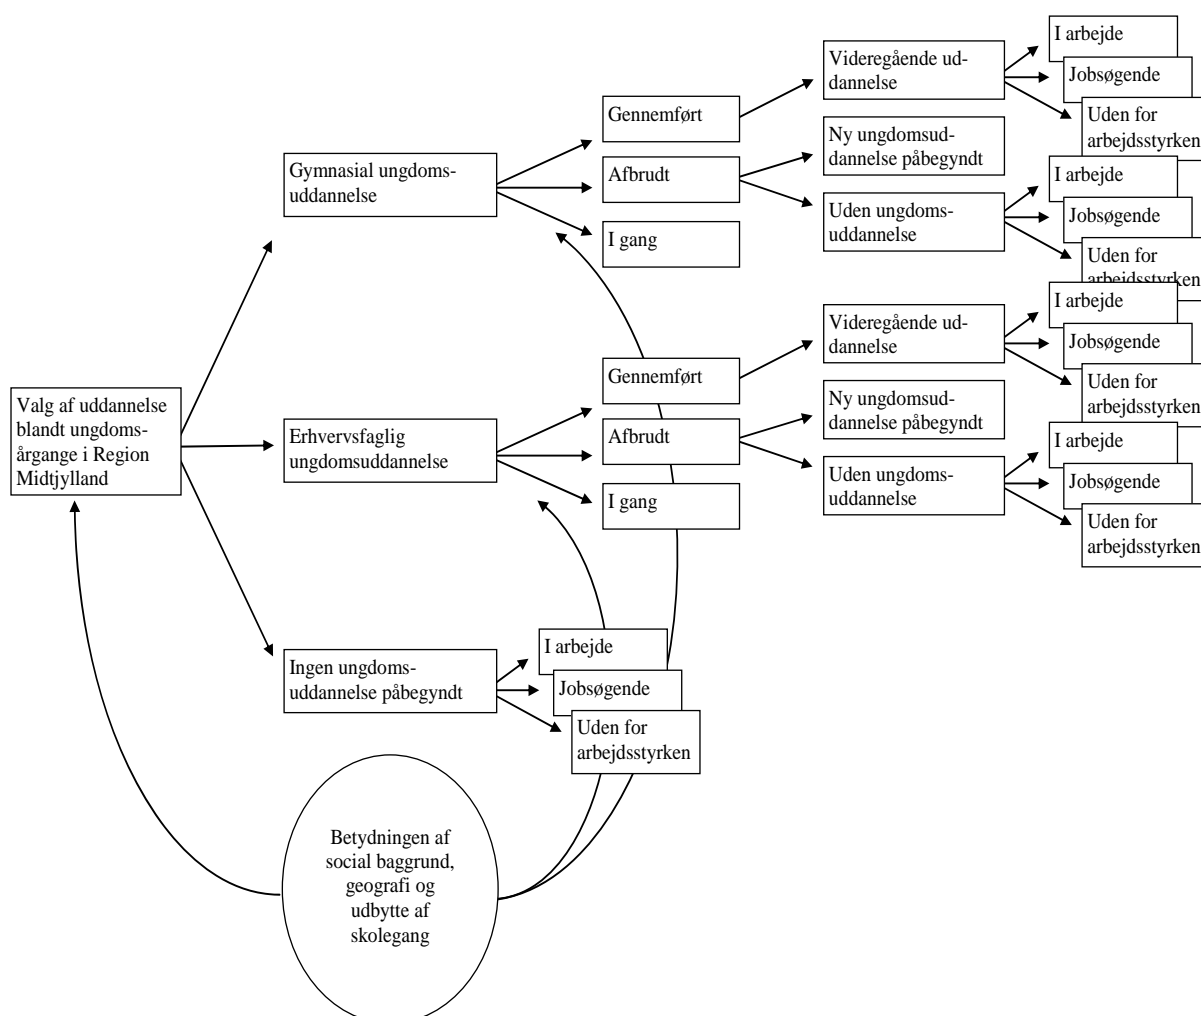 Valg af uddannelse
blandt ungdoms-
årgange i Region
Midtjylland
Gymasial ungdoms-
uddannelse
Gennemført
Afbrudt
I gang
Videregående ud-
dannelse
Ny ungdomsud-
dannelse påbegyndt
Uden ungdoms-
uddannelse
I arbejde
Jobsøgende
Uden for
arbejdsstyrken
I arbejde
Jobsøgende
Uden for
arbejdsstyrken
Erhvervsfaglig
ungdomsuddannelse
Gennemført
Afbrudt
I gang
Videregående ud-
dannelse
Ny ungdomsud-
dannelse påbegyndt
Uden ungdoms-
uddannelse
I arbejde
Jobsøgende
Uden for
arbejdsstyrken
I arbejde
Jobsøgende
Uden for
arbejdsstyrken
Ingen ungdoms-
uddannelse påbegyndt
I arbejde
Jobsøgende
Uden for
arbejdsstyrken
Betydningen af
social baggrund,
geografi og
udbytte af
skolegang